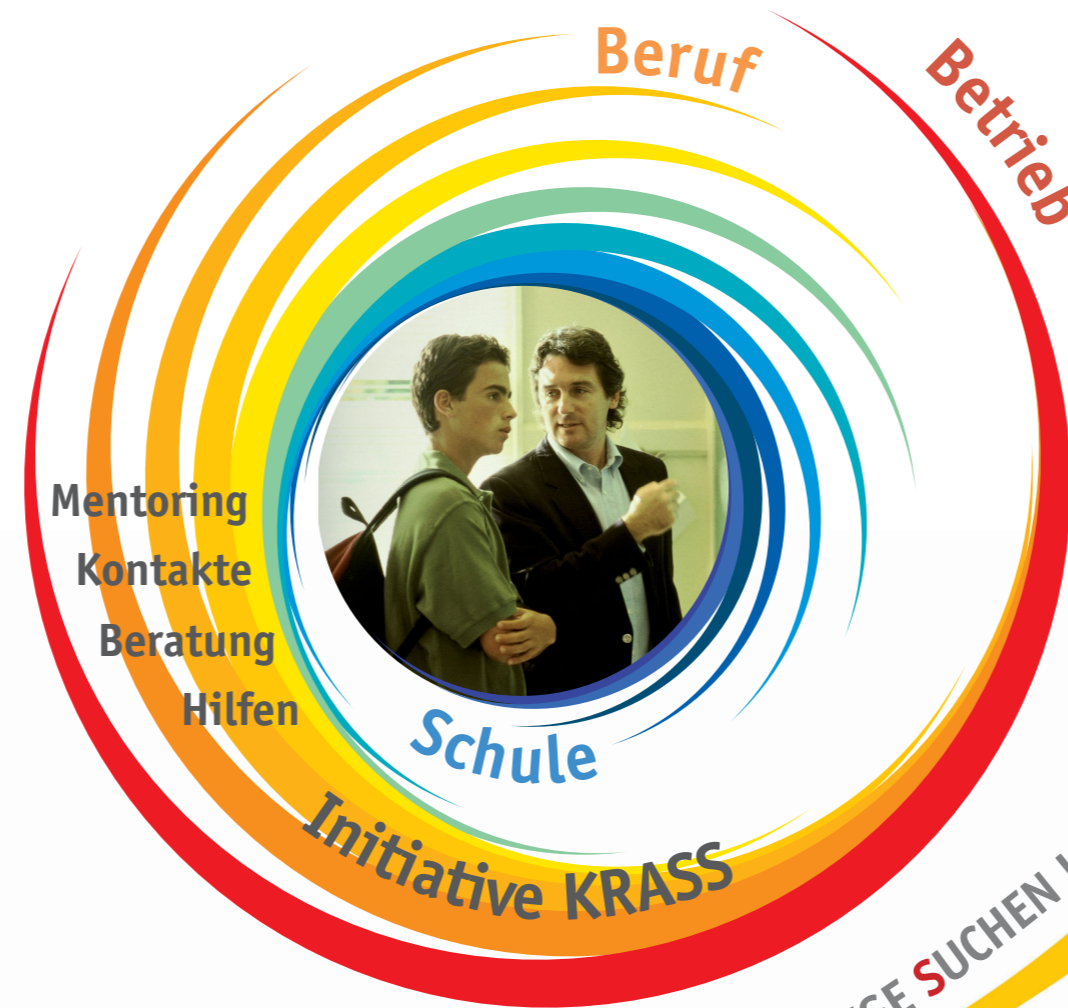 Beruf
Betrieb
Mentoring
Kontakte
Beratung
Hilfen
Schule
Initiative KRASS
SUCHEN